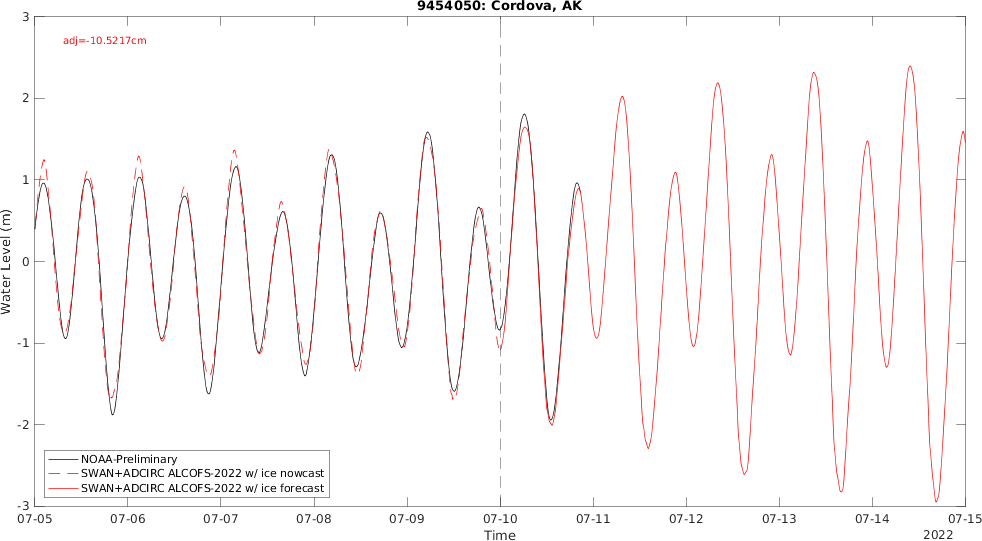 9454050: Cordova, AK
3
adj=-10.5217cm
2
1
0
-1
-2
-3
Water Level (m)
NOAA-Preliminary
SWAN+ADCIRC ALCOFS-2022 w/ ice nowcast
SWAN+ADCIRC ALCOFS-2022 w/ ice forecast
07-05 07-06 07-07 07-08 07-09 07-10 07-11 07-12 07-13 07-14 07-15
Time
2022